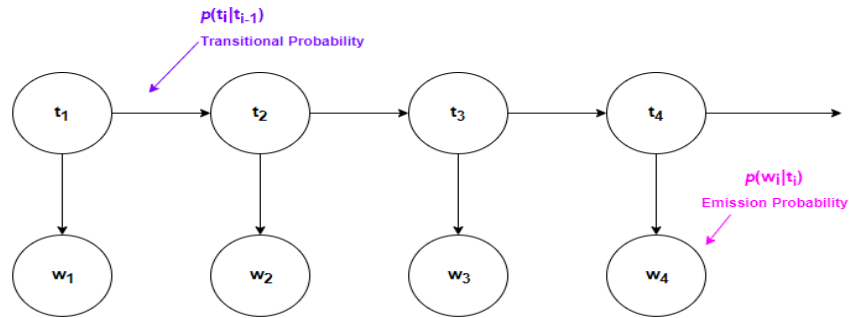 p(tᵢ|tᵢ₋₁)
Transitional Probability
t₁
t₂
t₃
t₄
p(wᵢ|tᵢ)
Emission Probability
w₁
w₂
w₃
w₄